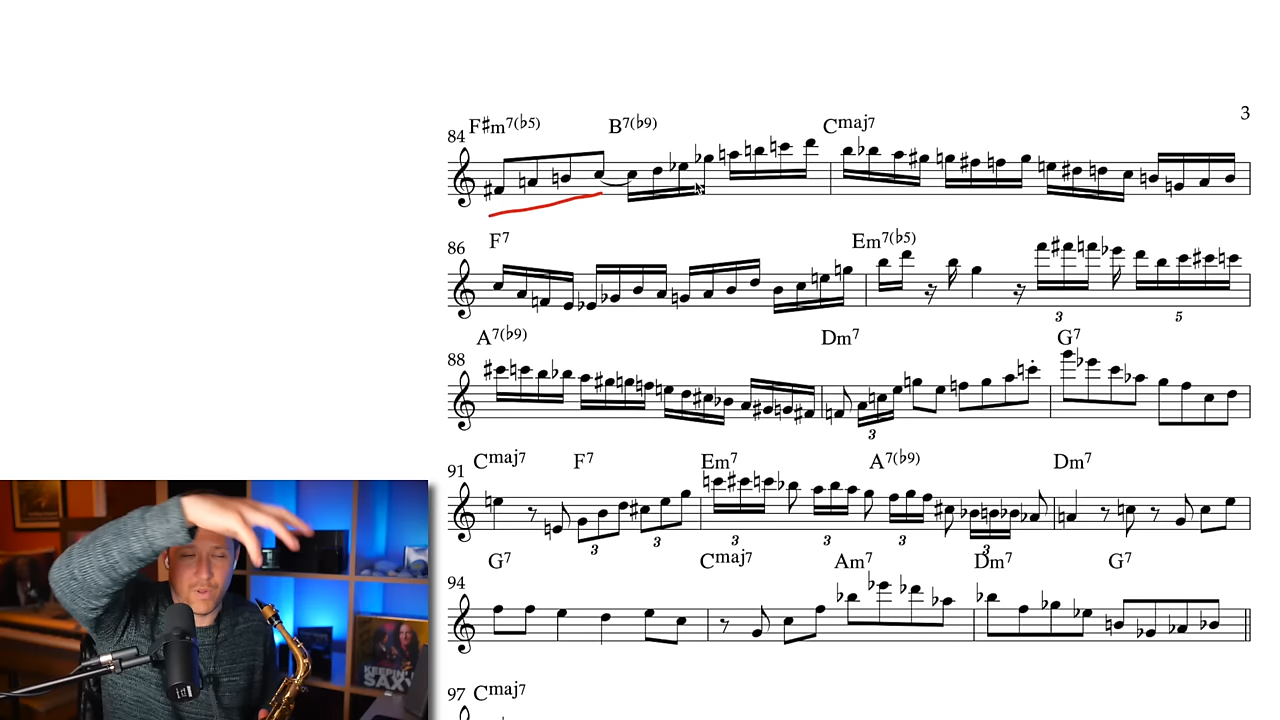 3
84 F♯m7(♭5) B7(♭9) Cmaj7
86 F7 Em7(♭5)
3 5
88 A7(♭9) Dm7 G7
3
91 Cmaj7 F7 Em7 A7(♭9) Dm7
3 3 3 3 3 3
94 G7 Cmaj7 Am7 Dm7 G7
97 Cmaj7
KEEPIN'
SAXY